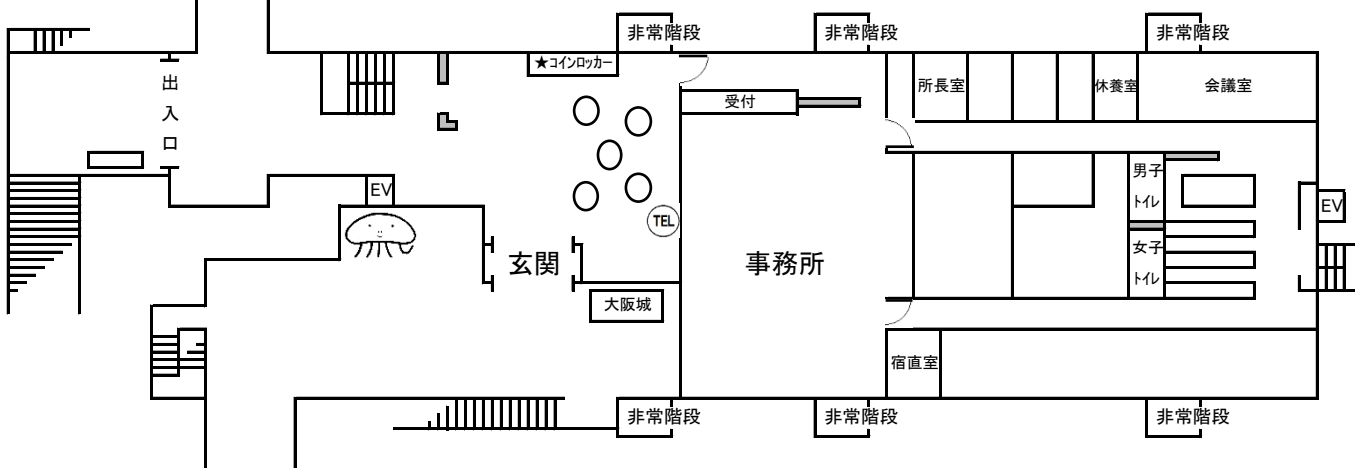 非常階段
非常階段
非常階段
★コインロッカー
出入口
受付
所長室
休養室
会議室
男子
トイレ
EV
EV
TEL
女子
トイレ
玄関
事務所
大阪城
宿直室
非常階段
非常階段
非常階段